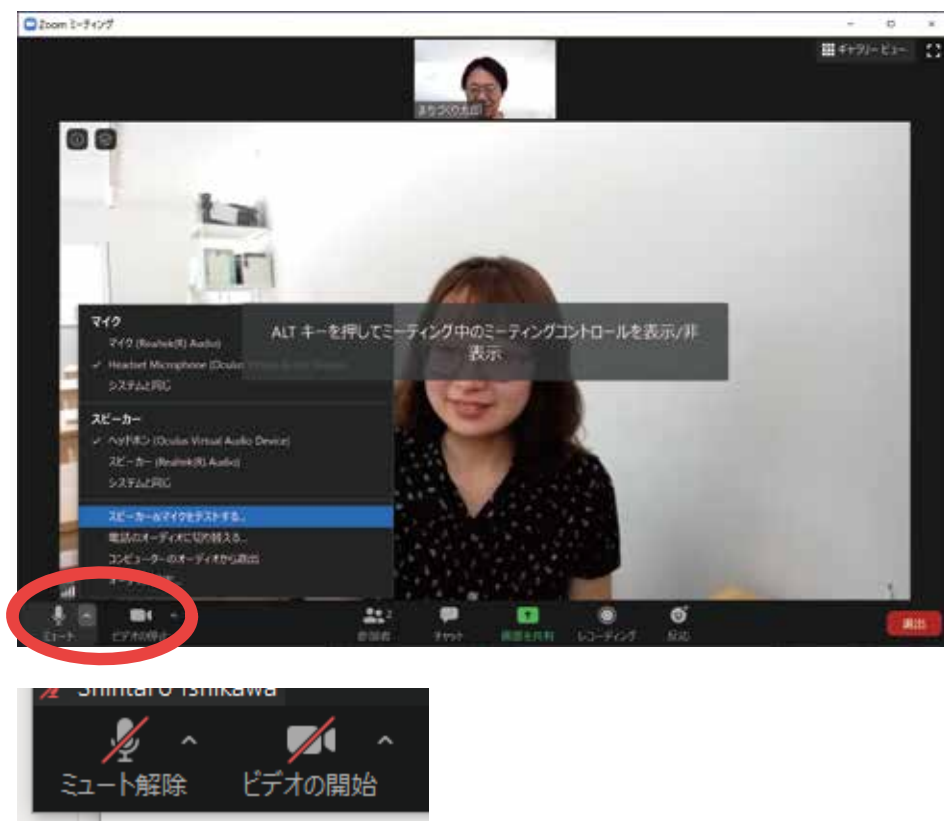 Zoom ミーティング
ギャラリー ビュー
まちづくり太郎
ALT キーを押してミーティング中のミーティングコントロールを表示/非
表示
マイク
マイク (Realtek(R) Audio)
✓ Headset Microphone (Oculus
システムと同じ
スピーカー
✓ ヘッドホン (Oculus Virtual Audio Device)
スピーカー (Realtek(R) Audio)
システムと同じ
スピーカー&マイクをテストする...
電話のオーディオに切り替える...
コンピューターのオーディオから退出
ミュート
ビデオの停止
2
参加者
チャット
画面を共有
レコーディング
反応
退出
Shintaro Ishikawa
ミュート解除
ビデオの開始